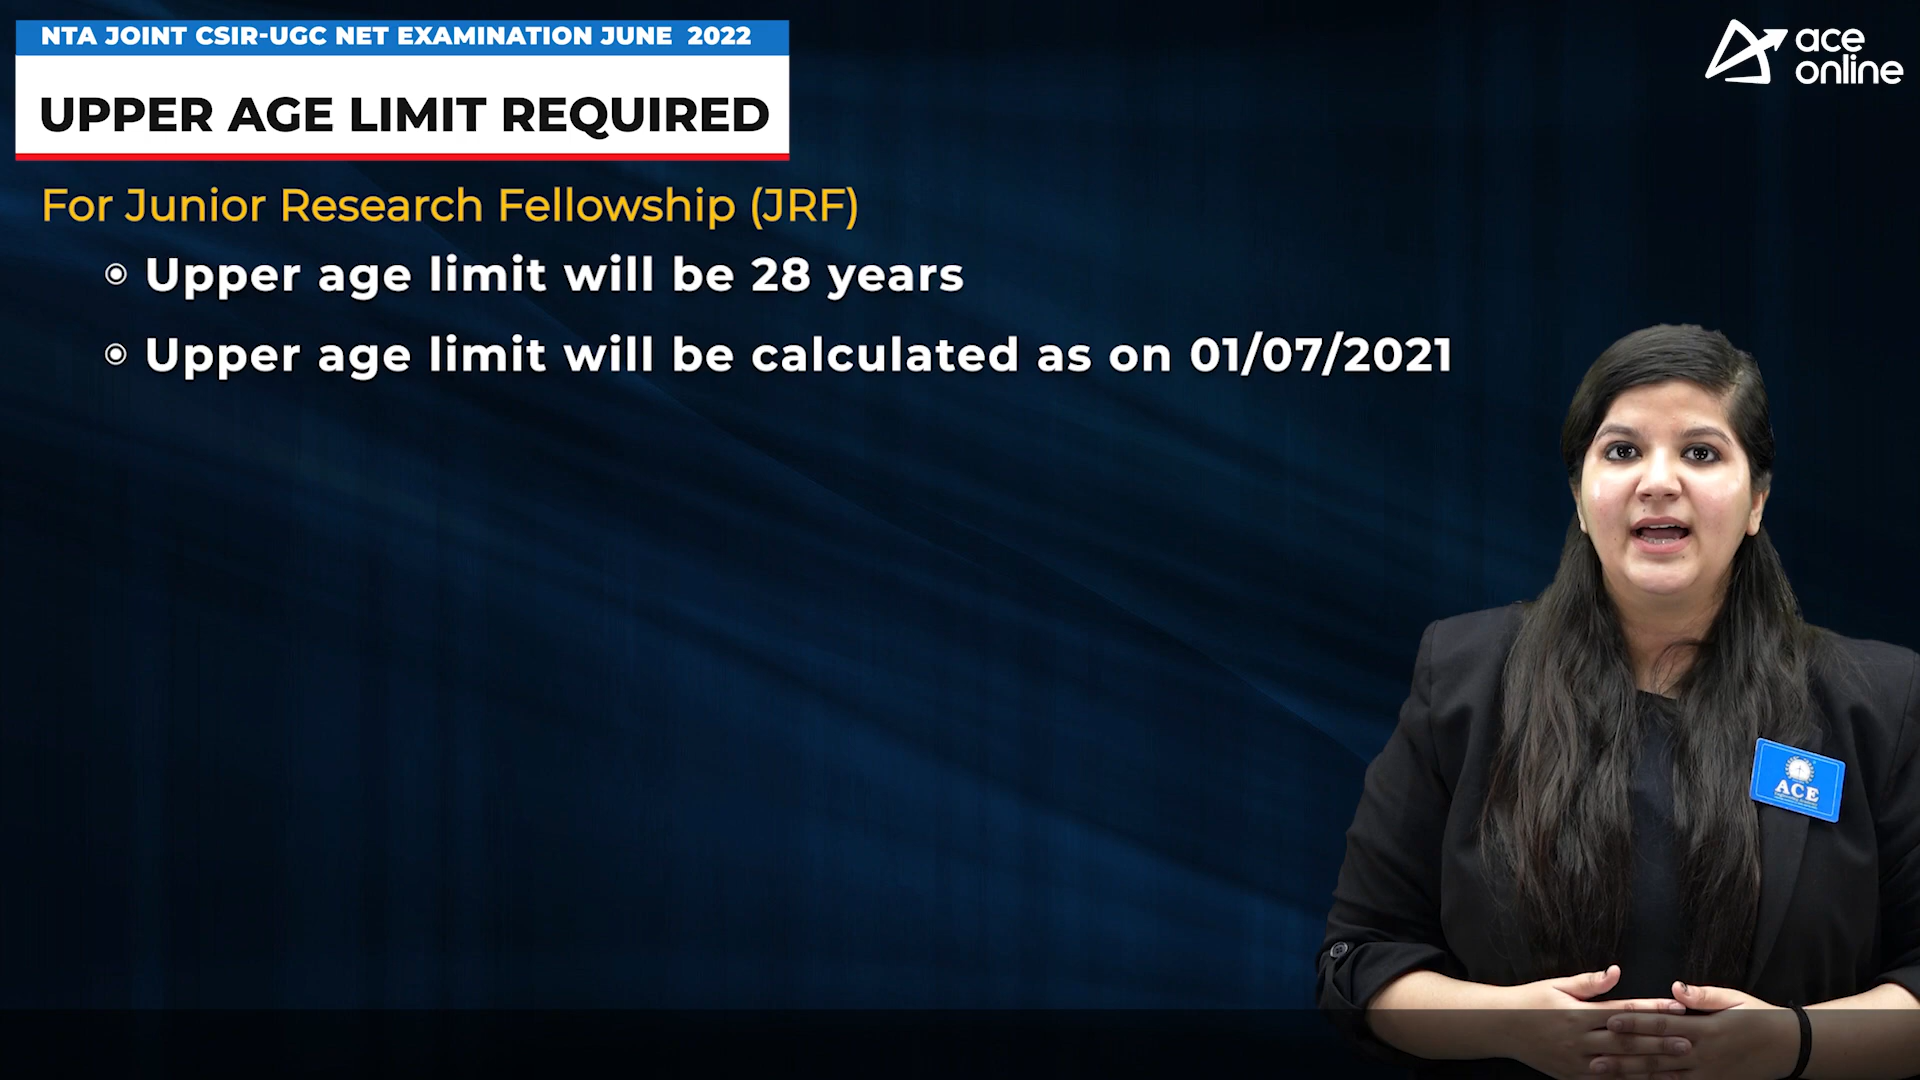 NTA JOINT CSIR-UGC NET EXAMINATION JUNE 2022
UPPER AGE LIMIT REQUIRED
ace
online
For Junior Research Fellowship (JRF)
Upper age limit will be 28 years
Upper age limit will be calculated as on 01/07/2021
ACE